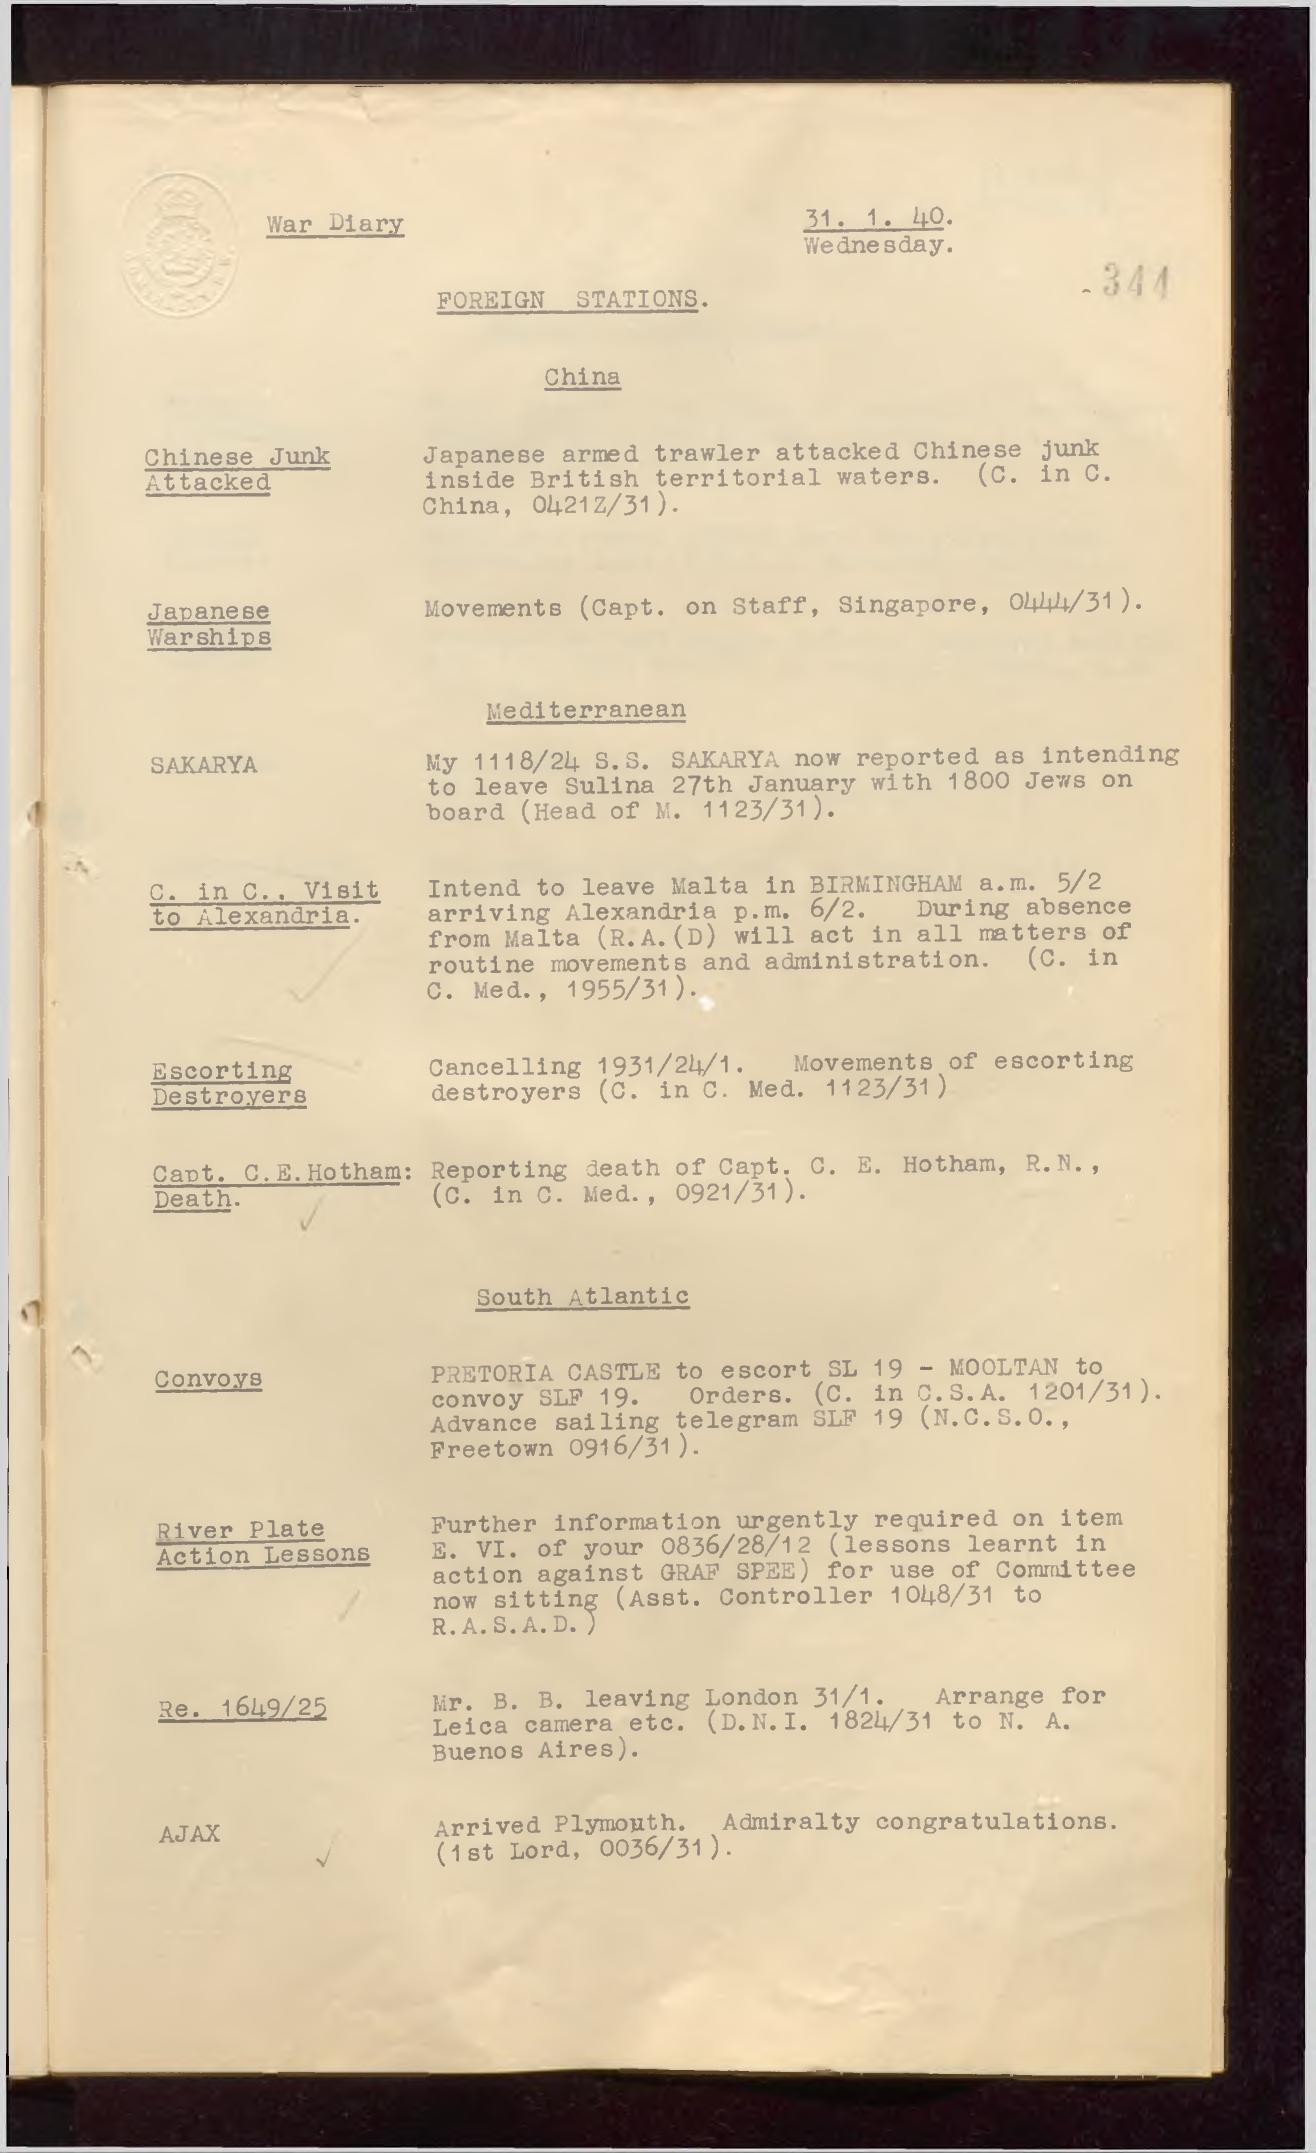 War Diary
31. 1. 40.
Wednesday.
344
FOREIGN STATIONS.
China
Chinese Junk
Attacked
Japanese armed trawler attacked Chinese junk
inside British territorial waters. (C. in C.
China, 0421Z/31).
Japanese
Warships
Movements (Capt. on Staff, Singapore, 0444/31).
Mediterranean
SAKARYA
My 1118/24 S.S. SAKARYA now reported as intending
to leave Sulina 27th January with 1800 Jews on
board (Head of M. 1123/31).
C. in C.. Visit
to Alexandria.
Intend to leave Malta in BIRMINGHAM a.m. 5/2
arriving Alexandria p.m. 6/2. During absence
from Malta (R.A.(D) will act in all matters of
routine movements and administration. (C. in
C. Med., 1955/31).
Escorting
Destroyers
Cancelling 1931/24/1. Movements of escorting
destroyers (C. in C. Med. 1123/31)
Capt. C.E.Hotham:
Death.
Reporting death of Capt. C. E. Hotham, R.N.,
(C. in C. Med., 0921/31).
South Atlantic
Convoys
PRETORIA CASTLE to escort SL 19 - MOOLTAN to
convoy SLF 19. Orders. (C. in C.S.A. 1201/31).
Advance sailing telegram SLF 19 (N.C.S.O.,
Freetown 0916/31).
River Plate
Action Lessons
Further information urgently required on item
E. VI. of your 0836/28/12 (lessons learnt in
action against GRAF SPEE) for use of Committee
now sitting (Asst. Controller 1048/31 to
R.A.S.A.D.)
Re. 1649/25
Mr. B. B. leaving London 31/1. Arrange for
Leica camera etc. (D.N.I. 1824/31 to N. A.
Buenos Aires).
AJAX
Arrived Plymouth. Admiralty congratulations.
(1st Lord, 0036/31).